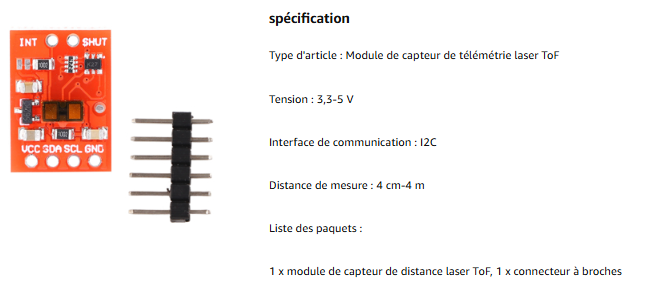 spécification
INT SHUT
Type d'article : Module de capteur de télémétrie laser ToF
Tension : 3,3-5 V
Interface de communication : I2C
VCC SDA SCL GND
Distance de mesure : 4 cm-4 m
Liste des paquets :
1 x module de capteur de distance laser ToF, 1 x connecteur à broches